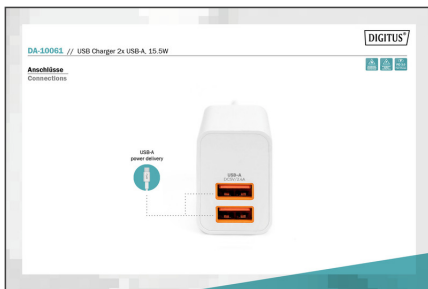 DIGITUS®
DA-10061 // USB Charger 2x USB-A, 15.5W
Anschlüsse
Connections
USB-A
power delivery
USB-A